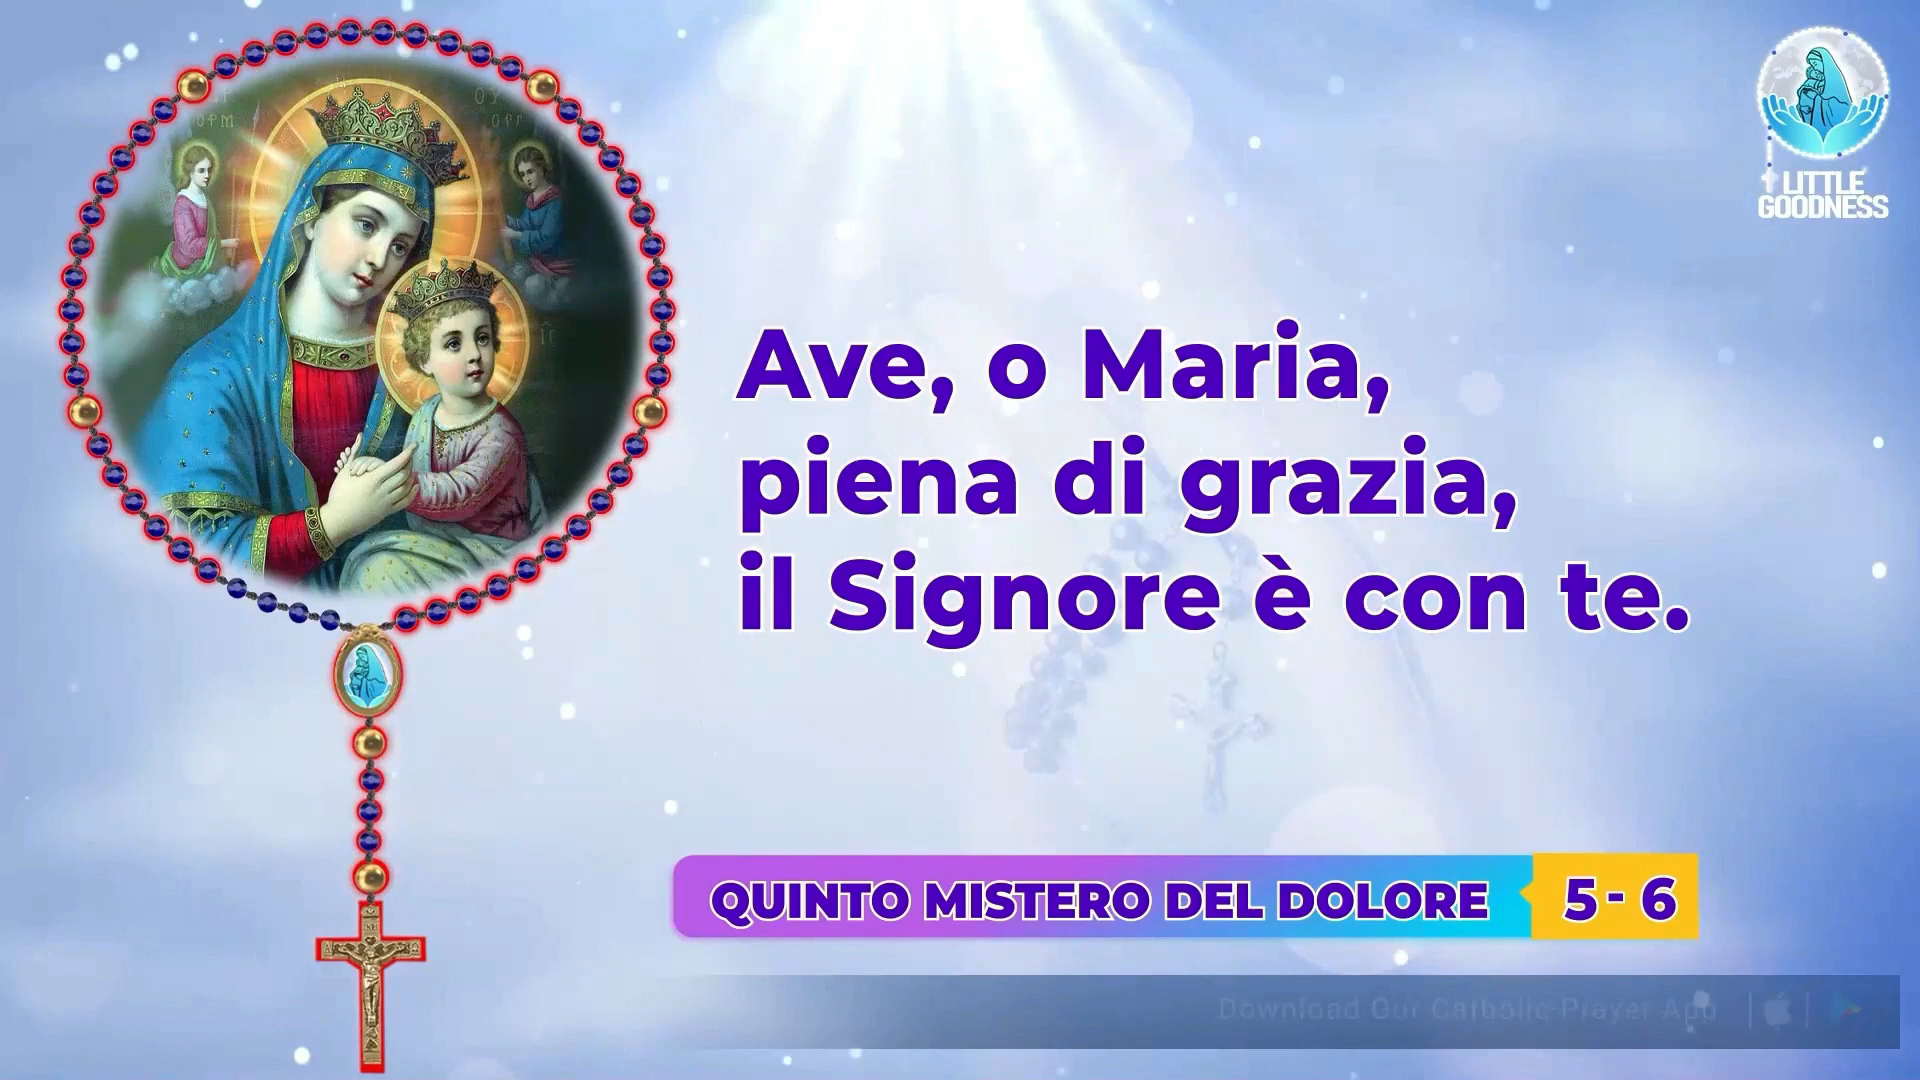 LITTLE
GOODNESS
Ave, o Maria,
piena di grazia,
il Signore è con te.
QUINTO MISTERO DEL DOLORE 5 - 6
Download Our Catholic Prayer App